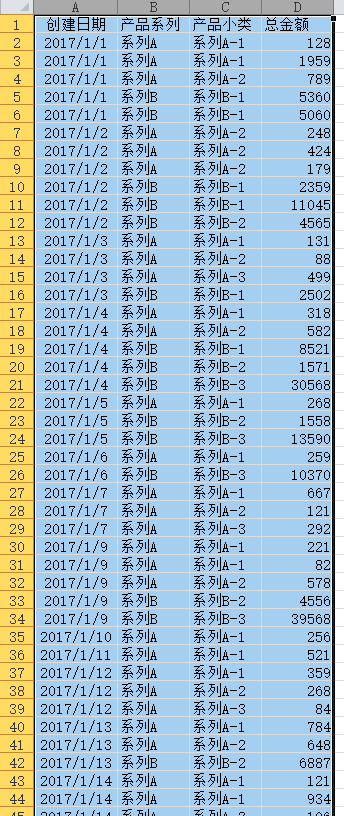 A B C D
1 创建日期 产品系列 产品小类 总金额
2 2017/1/1 系列A 系列A-1 128
3 2017/1/1 系列A 系列A-1 1959
4 2017/1/1 系列A 系列A-2 789
5 2017/1/1 系列B 系列B-1 5360
6 2017/1/1 系列B 系列B-1 5060
7 2017/1/2 系列A 系列A-2 248
8 2017/1/2 系列A 系列A-2 424
9 2017/1/2 系列A 系列A-2 179
10 2017/1/2 系列B 系列B-1 2359
11 2017/1/2 系列B 系列B-1 11045
12 2017/1/2 系列B 系列B-2 4565
13 2017/1/3 系列A 系列A-1 131
14 2017/1/3 系列A 系列A-2 88
15 2017/1/3 系列A 系列A-3 499
16 2017/1/3 系列B 系列B-1 2502
17 2017/1/4 系列A 系列A-1 318
18 2017/1/4 系列A 系列A-2 582
19 2017/1/4 系列B 系列B-1 8521
20 2017/1/4 系列B 系列B-2 1571
21 2017/1/4 系列B 系列B-3 30568
22 2017/1/5 系列A 系列A-1 268
23 2017/1/5 系列B 系列B-2 1558
24 2017/1/5 系列B 系列B-3 13590
25 2017/1/6 系列A 系列A-1 259
26 2017/1/6 系列B 系列B-3 10370
27 2017/1/7 系列A 系列A-1 667
28 2017/1/7 系列A 系列A-2 121
29 2017/1/7 系列A 系列A-3 292
30 2017/1/9 系列A 系列A-1 221
31 2017/1/9 系列A 系列A-1 82
32 2017/1/9 系列A 系列A-2 578
33 2017/1/9 系列B 系列B-2 4556
34 2017/1/9 系列B 系列B-3 39568
35 2017/1/10 系列A 系列A-1 256
36 2017/1/11 系列A 系列A-1 521
37 2017/1/12 系列A 系列A-1 359
38 2017/1/12 系列A 系列A-2 268
39 2017/1/12 系列A 系列A-3 84
40 2017/1/13 系列A 系列A-1 784
41 2017/1/13 系列A 系列A-2 648
42 2017/1/13 系列B 系列B-2 6887
43 2017/1/14 系列A 系列A-1 121
44 2017/1/14 系列A 系列A-1 934